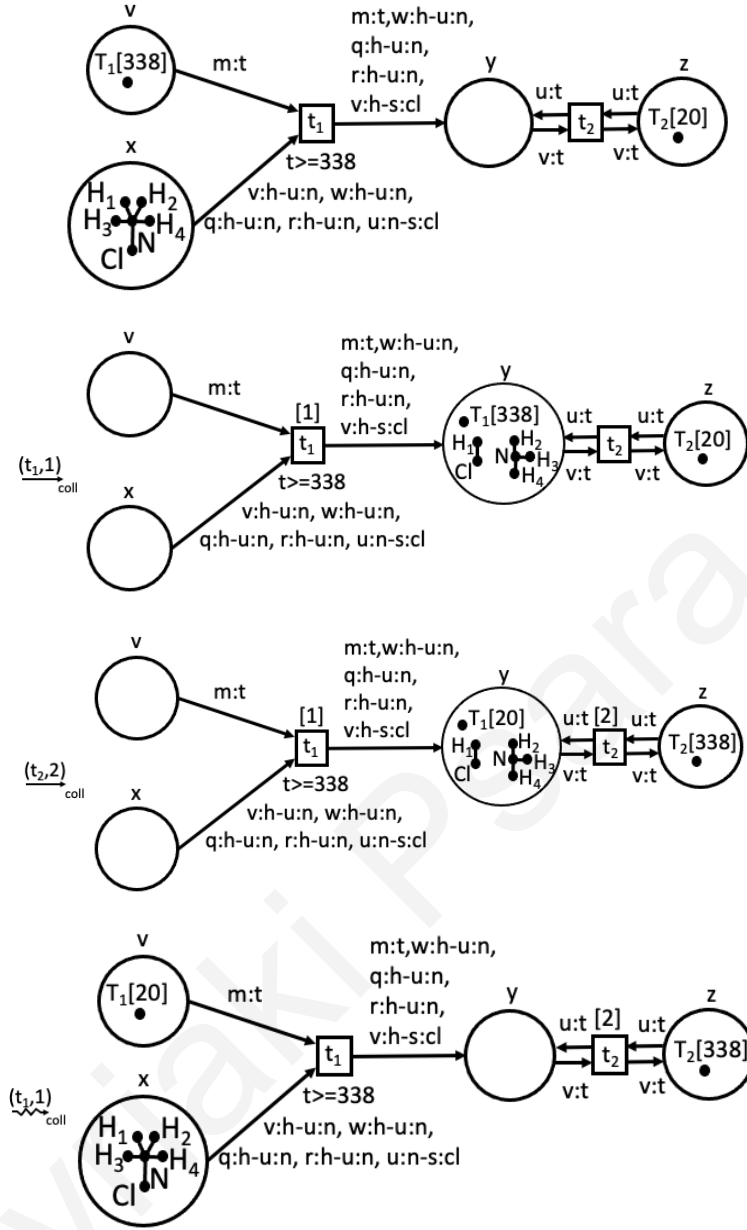 v
T₁[338]
m:t
m:t,w:h-u:n,
q:h-u:n,
r:h-u:n,
v:h-s:cl
y
z
u:t
t₂
u:t
T₂[20]
v:t
v:t
t₁
x
t>=338
v:h-u:n, w:h-u:n,
q:h-u:n, r:h-u:n, u:n-s:cl
H₁
H₂
H₃
H₄
N
Cl
v
m:t
m:t,w:h-u:n,
q:h-u:n,
r:h-u:n,
v:h-s:cl
[1]
t₁
y
T₁[338]
H₁
H₂
N
H₃
Cl
H₄
u:t
t₂
u:t
v:t
v:t
z
T₂[20]
(t₁,1)
coll
x
t>=338
v:h-u:n, w:h-u:n,
q:h-u:n, r:h-u:n, u:n-s:cl
v
m:t
m:t,w:h-u:n,
q:h-u:n,
r:h-u:n,
v:h-s:cl
[1]
t₁
y
T₁[20]
H₁
H₂
N
H₃
Cl
H₄
u:t [2] u:t
t₂
v:t
v:t
z
T₂[338]
(t₂,2)
coll
x
t>=338
v:h-u:n, w:h-u:n,
q:h-u:n, r:h-u:n, u:n-s:cl
v
T₁[20]
m:t
m:t,w:h-u:n,
q:h-u:n,
r:h-u:n,
v:h-s:cl
t₁
y
u:t [2] u:t
t₂
v:t
v:t
z
T₂[338]
(t₁,1)
coll
x
t>=338
v:h-u:n, w:h-u:n,
q:h-u:n, r:h-u:n, u:n-s:cl
H₁
H₂
H₃
H₄
N
Cl